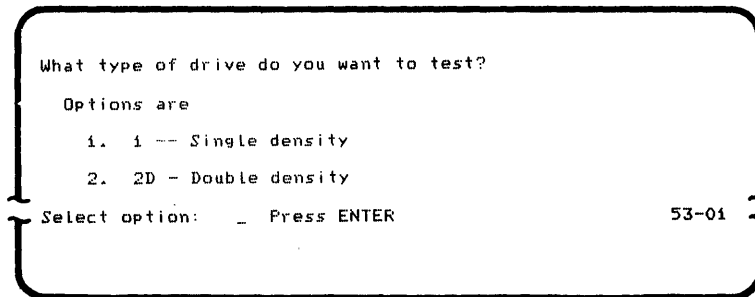 What type of drive do you want to test?
Options are
1. 1 -- Single density
2. 2D - Double density
Select option: _ Press ENTER 53-01